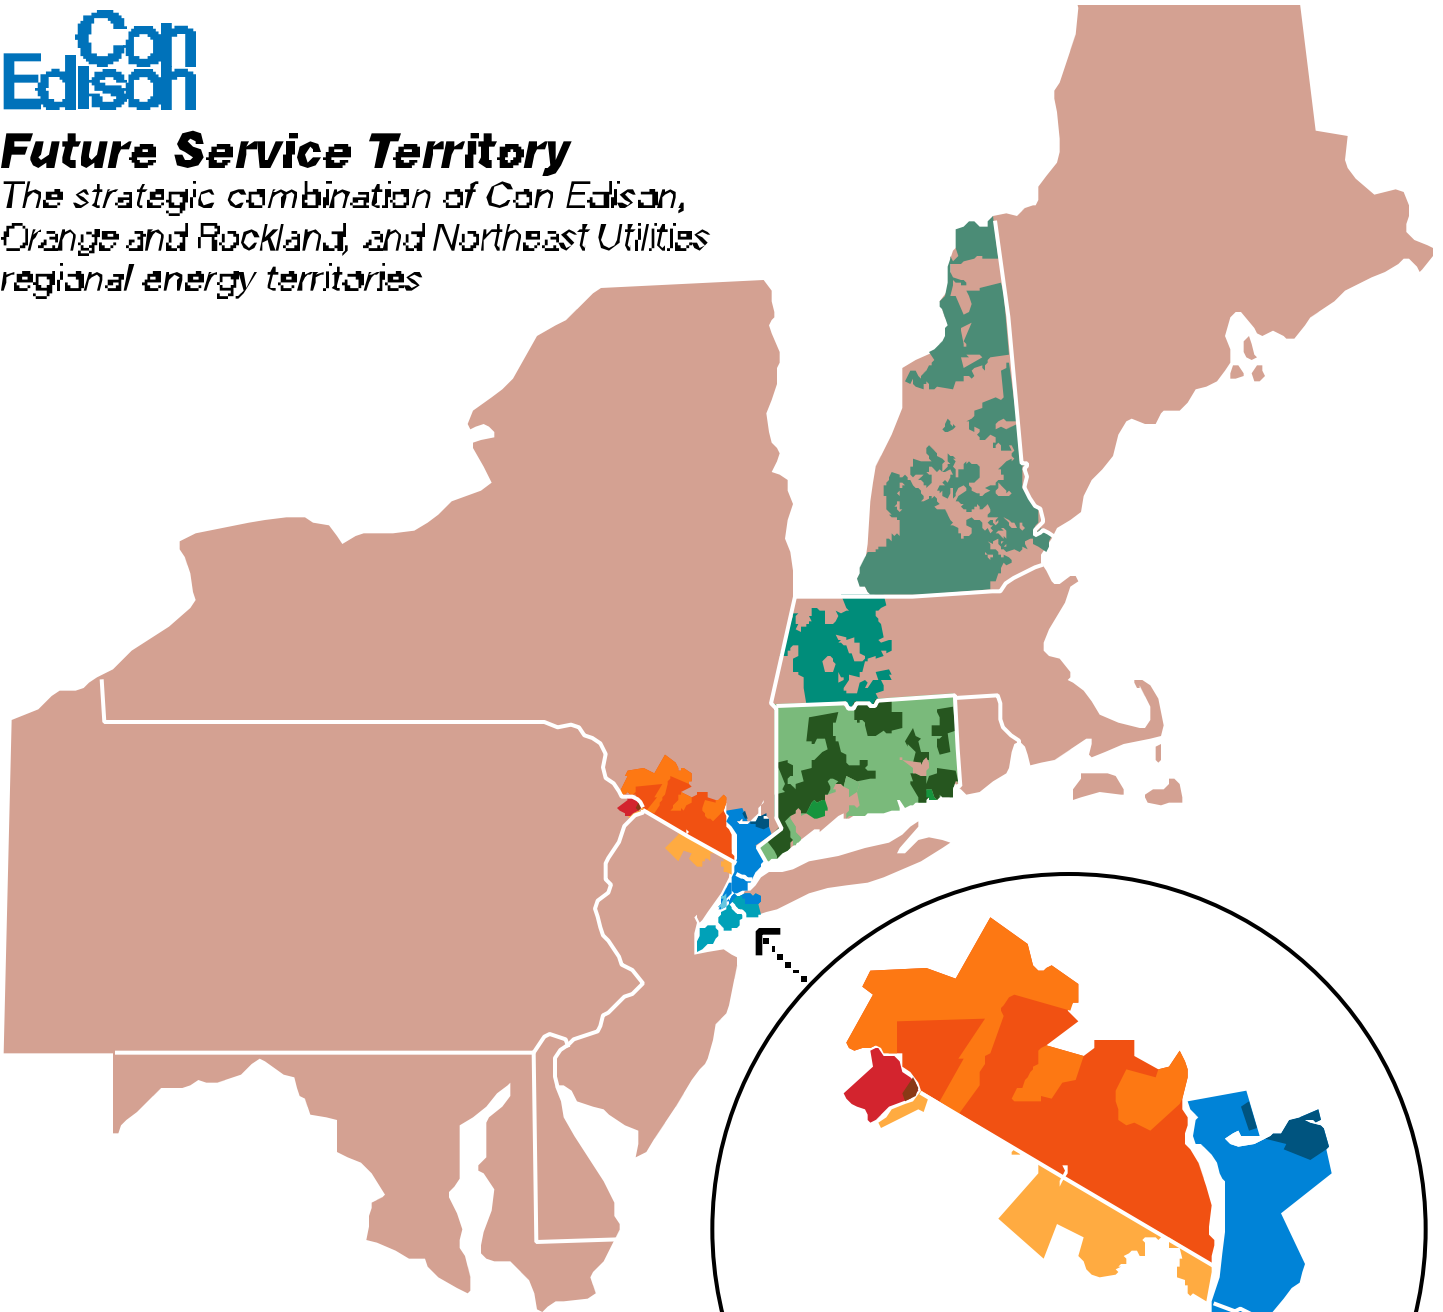 Con
Edison
Future Service Territory
The strategic combination of Con Edison,
Orange and Rockland, and Northeast Utilities
regional energy territories